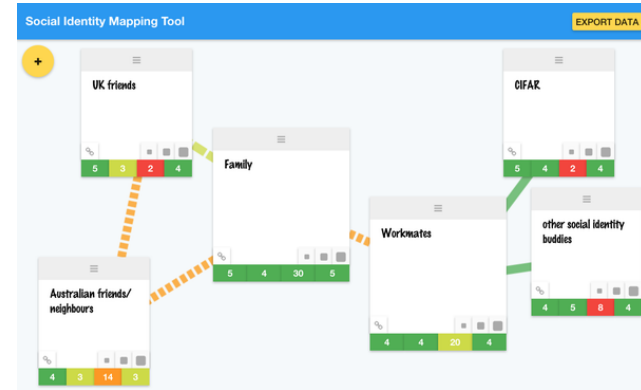 Social Identity Mapping Tool
EXPORT DATA
+
UK friends
5 3 2 4
CIFAR
5 4 2 4
Family
5 4 30 5
Workmates
4 4 20 4
other social identity
buddies
4 5 8 4
Australian friends/
neighbours
4 3 14 3